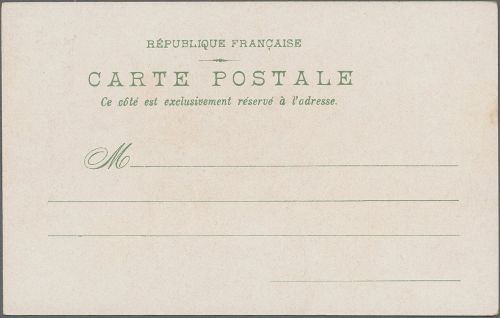 RÉPUBLIQUE FRANÇAISE
CARTE POSTALE
Ce côté est exclusivement réservé à l'adresse.
M